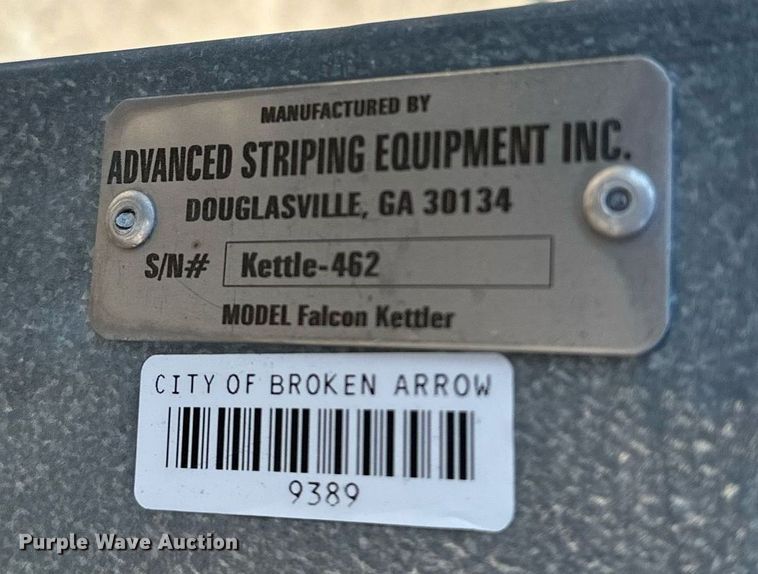 MANUFACTURED BY
ADVANCED STRIPING EQUIPMENT INC.
DOUGLASVILLE, GA 30134
S/N# Kettle-462
MODEL Falcon Kettler
CITY OF BROKEN ARROW
9389
Purple Wave Auction